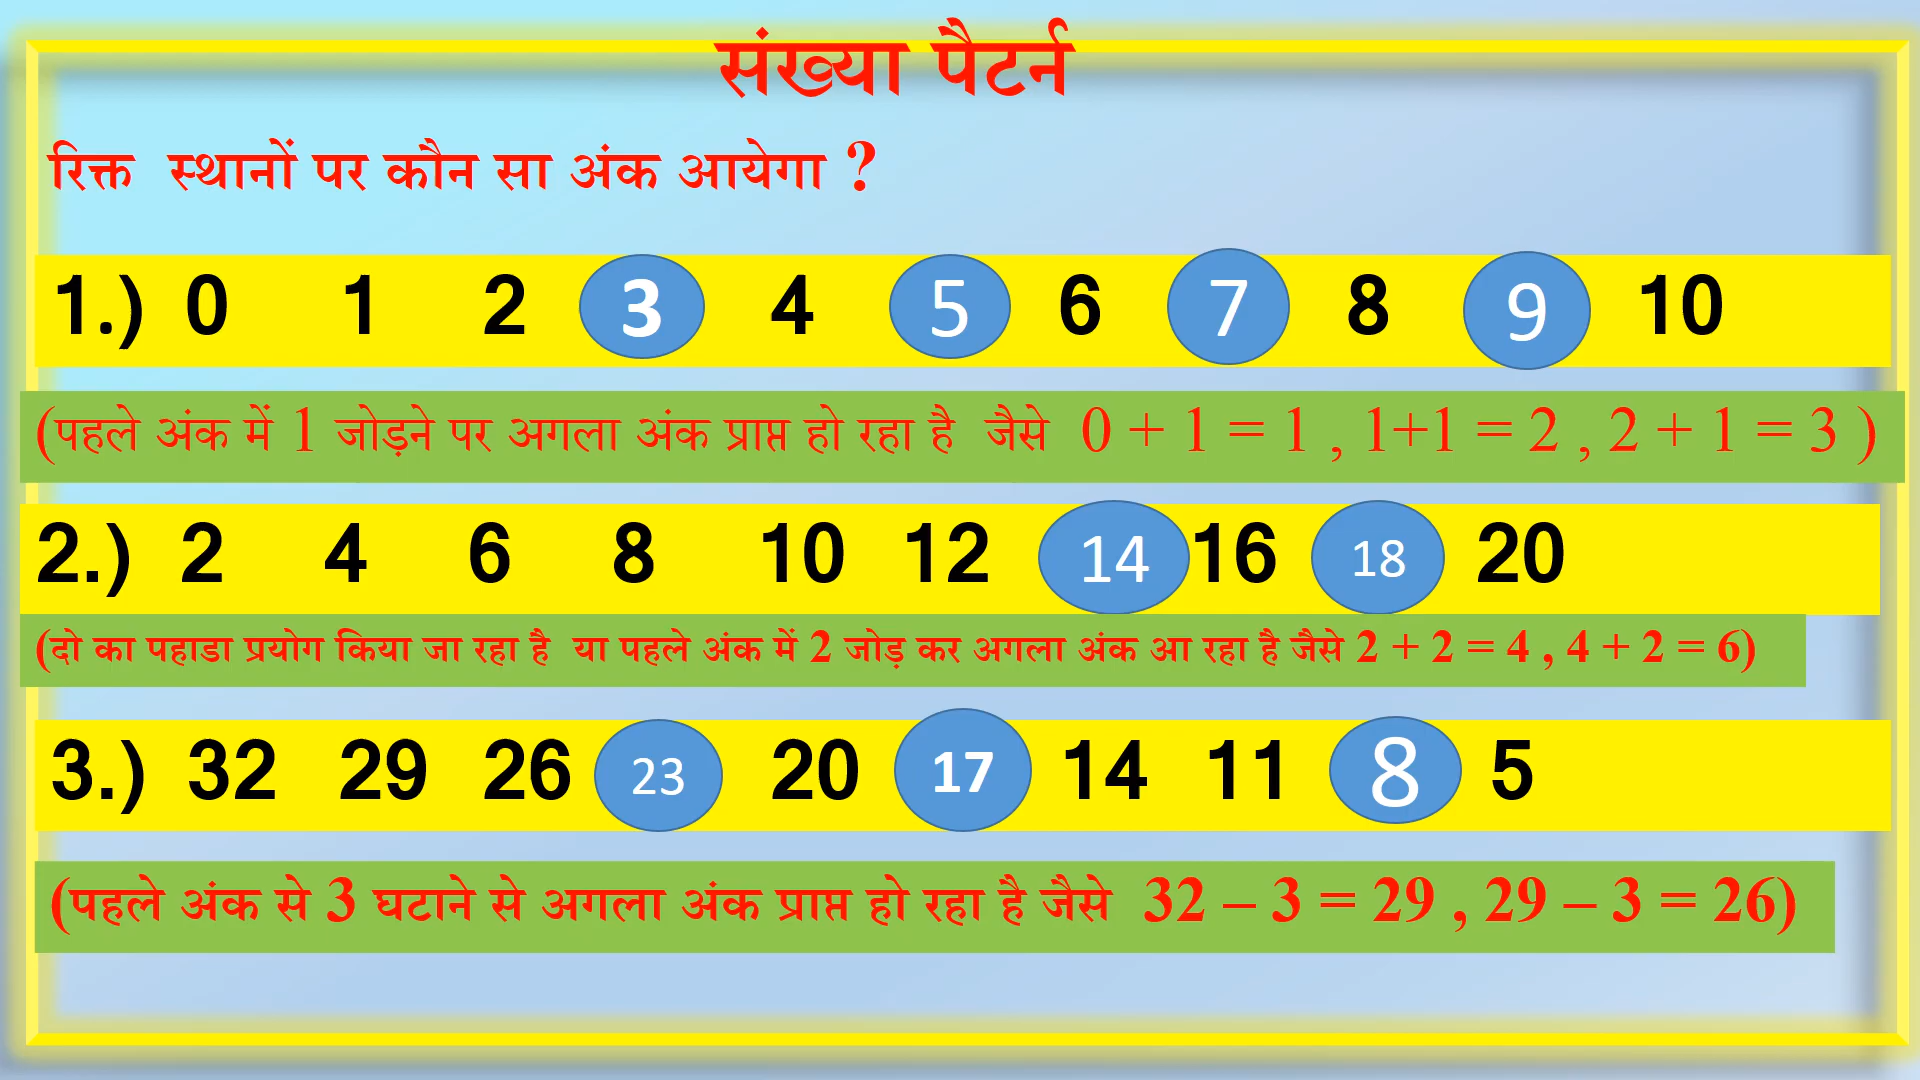 संख्या पैटर्न
रिक्त स्थानों पर कौन सा अंक आयेगा ?
1.) 0 1 2 3 4 5 6 7 8 9 10
(पहले अंक में 1 जोड़ने पर अगला अंक प्राप्त हो रहा है जैसे 0 + 1 = 1 , 1+1 = 2 , 2 + 1 = 3 )
2.) 2 4 6 8 10 12 14 16 18 20
(दो का पहाडा प्रयोग किया जा रहा है या पहले अंक में 2 जोड़ कर अगला अंक आ रहा है जैसे 2 + 2 = 4 , 4 + 2 = 6)
3.) 32 29 26 23 20 17 14 11 8 5
(पहले अंक से 3 घटाने से अगला अंक प्राप्त हो रहा है जैसे 32 – 3 = 29 , 29 – 3 = 26)